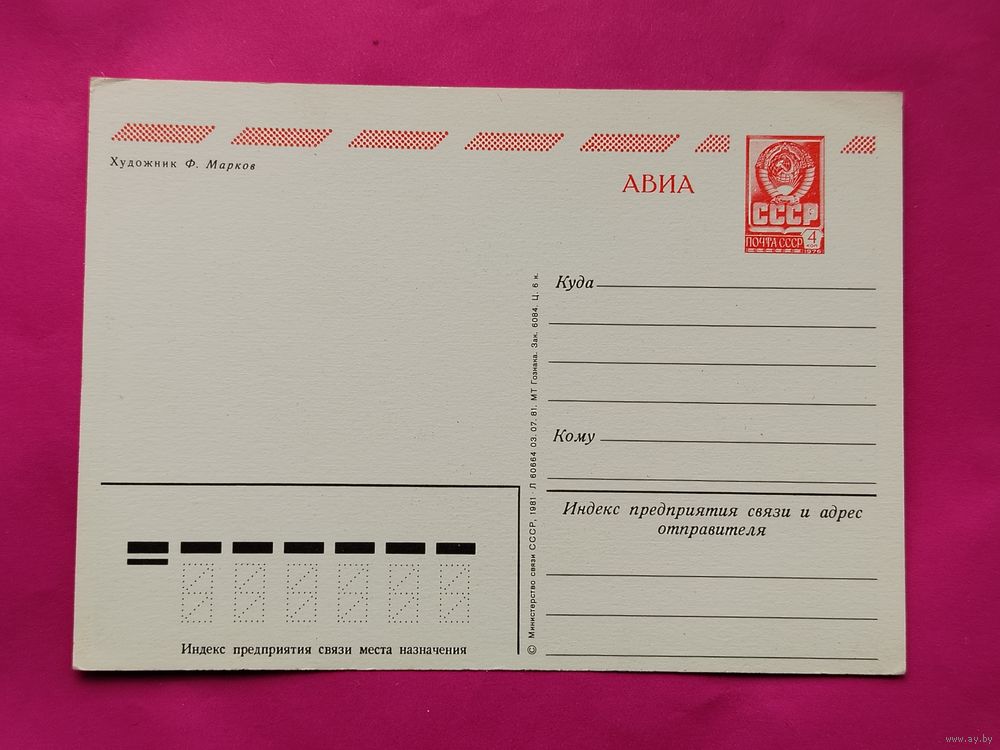 Художник Ф. Марков
АВИА
СССР
ПОЧТА СССР 4
КОП
1976
Куда
Кому
© Министерство связи СССР, 1981 Л 60664 03.07.81. МТ Гознака. Зак. 6084. Ц. 6 к.
Индекс предприятия связи и адрес
отправителя
Индекс предприятия связи места назначения
www.ay.by